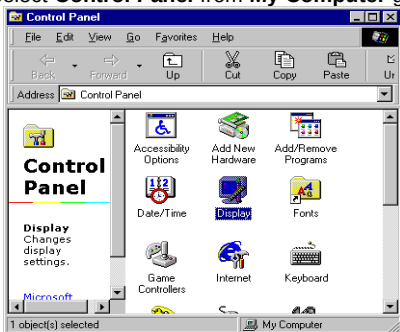 Control Panel from My Computer
Control Panel
File Edit View Go Favorites Help
Back Forward Up Cut Copy Paste
Address Control Panel
Control
Panel
Display
Changes
display
settings.
Microsoft
Accessibility
Options
Add New
Hardware
Add/Remove
Programs
Date/Time
Display
Fonts
Game
Controllers
Internet
Keyboard
1 object(s) selected
My Computer